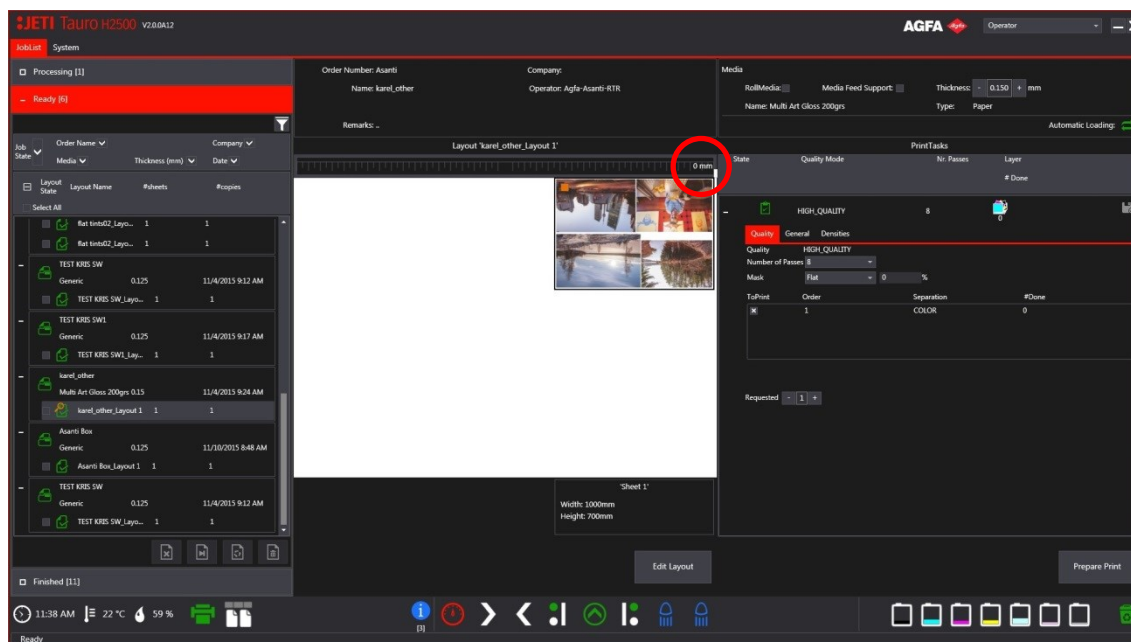 JETI Tauro H2500 V2.0.0A12
AGFA
Operator
JobList System
Processing [1]
Ready [6]
Job State
Order Name
Company
Media
Thickness (mm)
Date
Layout State
Layout Name
#sheets
#copies
Select All
flat tints02_Layo... 1 1
flat tints02_Layo... 1 1
TEST KRIS SW
Generic 0.125 11/4/2015 9:12 AM
TEST KRIS SW_Layo... 1 1
TEST KRIS SW1
Generic 0.125 11/4/2015 9:17 AM
TEST KRIS SW1_Lay... 1 1
karel_other
Multi Art Gloss 200grs 0.15 11/4/2015 9:24 AM
karel_other_Layout 1 1 1
Asanti Box
Generic 0.125 11/10/2015 8:48 AM
Asanti Box_Layout 1 1 1
TEST KRIS SW
Generic 0.125 11/4/2015 9:12 AM
TEST KRIS SW_Layo... 1 1
Finished [11]
Order Number: Asanti Company:
Name: karel_other Operator: Agfa-Asanti-RTR
Remarks: ..
Layout 'karel_other_Layout 1'
0 mm
'Sheet 1'
Width: 1000mm
Height: 700mm
Edit Layout
Media
RollMedia: Media Feed Support: Thickness: - 0.150 + mm
Name: Multi Art Gloss 200grs Type: Paper
Automatic Loading:
PrintTasks
State Quality Mode Nr. Passes Layer
# Done
HIGH_QUALITY 8
0
Quality General Densities
Quality HIGH_QUALITY
Number of Passes 8
Mask Flat 0 %
ToPrint Order Separation #Done
1 COLOR 0
Requested - 1 +
Prepare Print
11:38 AM 22 °C 59 %
[3]
Ready